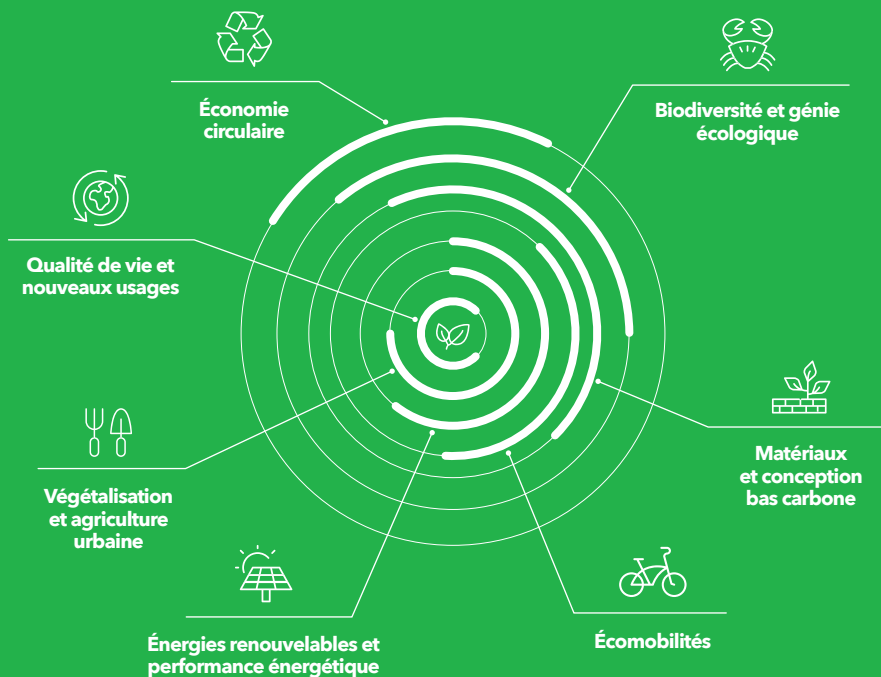 Économie
circulaire
Biodiversité et génie
écologique
Qualité de vie et
nouveaux usages
Matériaux
et conception
bas carbone
Végétalisation
et agriculture
urbaine
Écomobilités
Énergies renouvelables et
performance énergétique